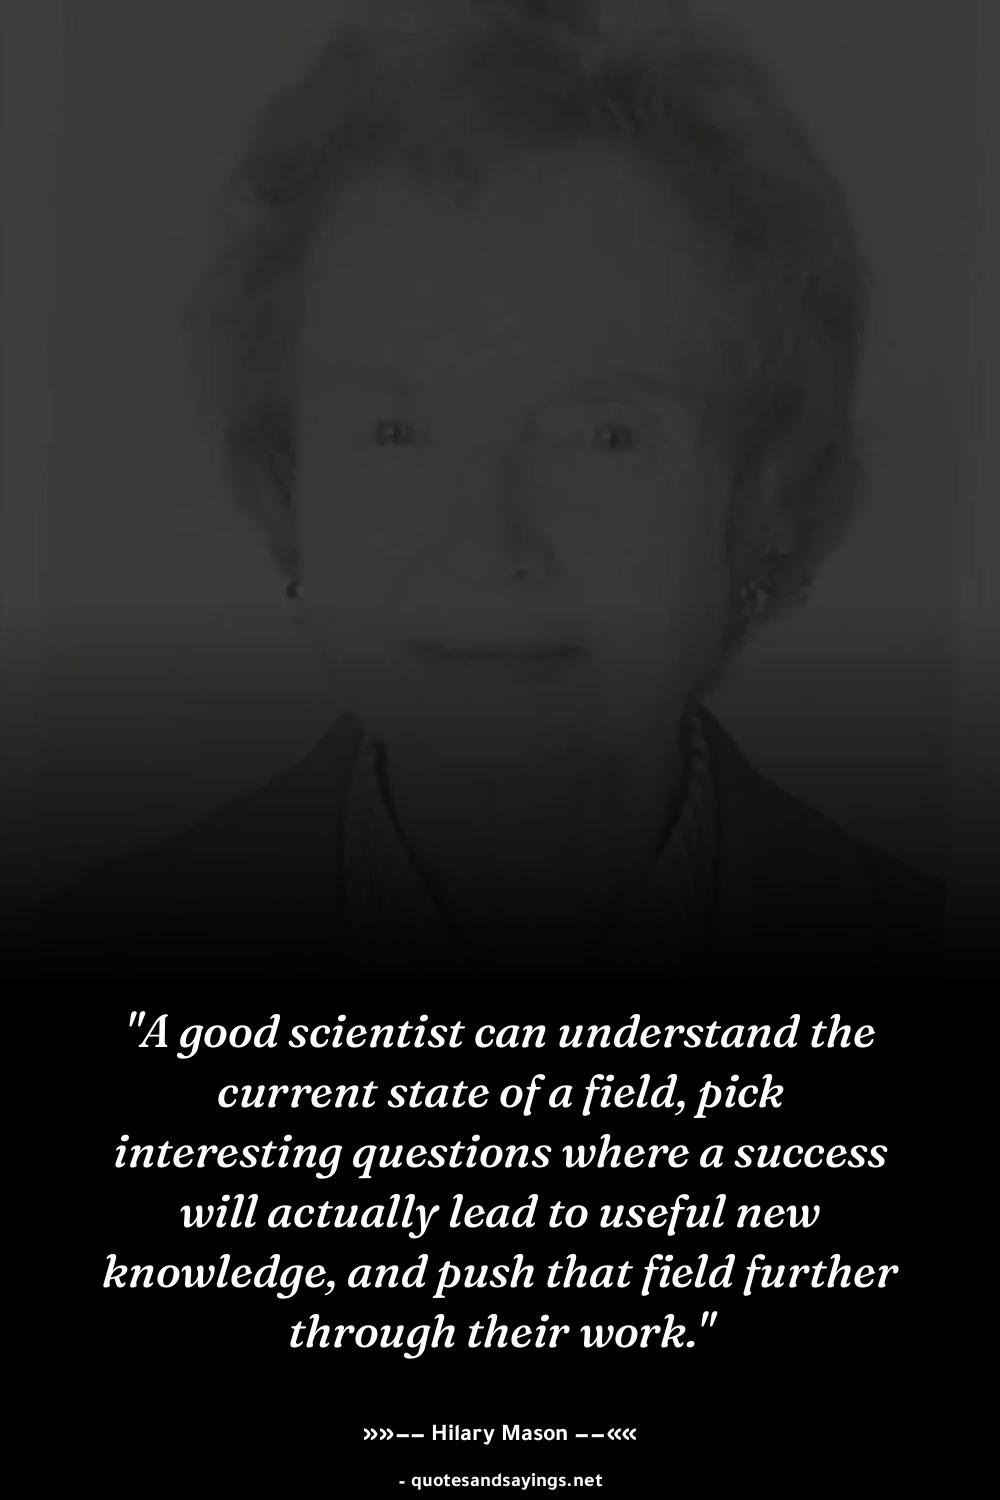 "A good scientist can understand the
current state of a field, pick
interesting questions where a success
will actually lead to useful new
knowledge, and push that field further
through their work."
»»−− Hilary Mason −−««
- quotesandsayings.net